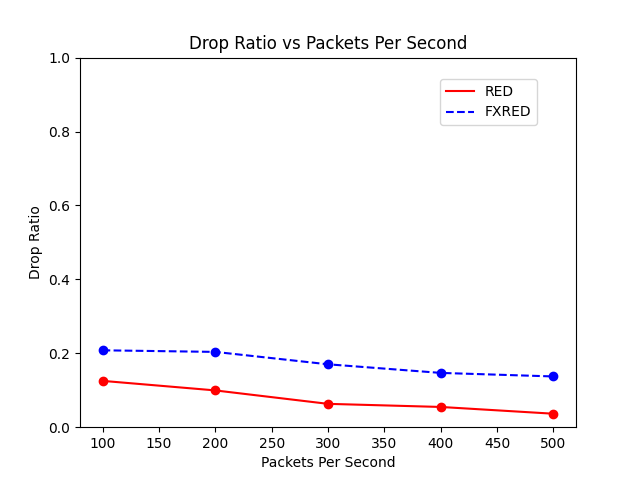 Drop Ratio vs Packets Per Second
1.0
0.8
0.6
0.4
0.2
0.0
Drop Ratio
RED
FXRED
100 150 200 250 300 350 400 450 500
Packets Per Second